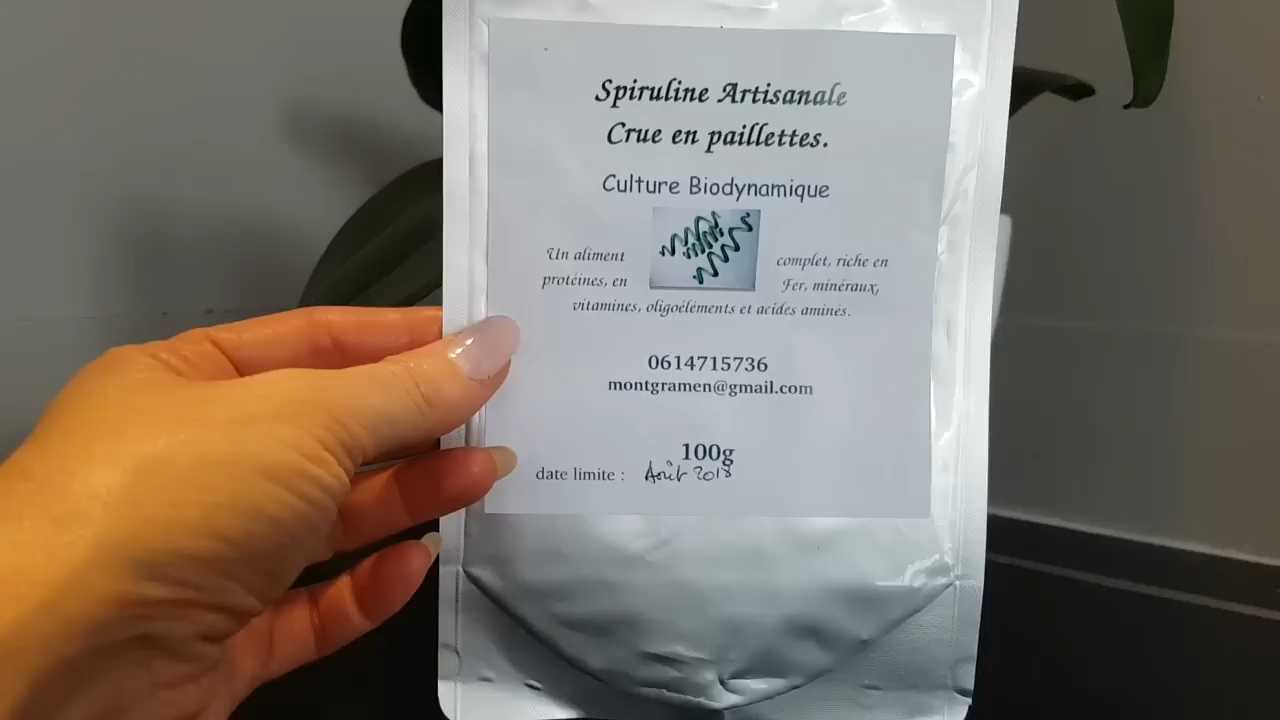 Spiruline Artisanale
Crue en paillettes.
Culture Biodynamique
Un aliment complet, riche en
protéines, en Fer, minéraux,
vitamines, oligoéléments et acides aminés.
0614715736
montgramen@gmail.com
100g
date limite : Août 2018